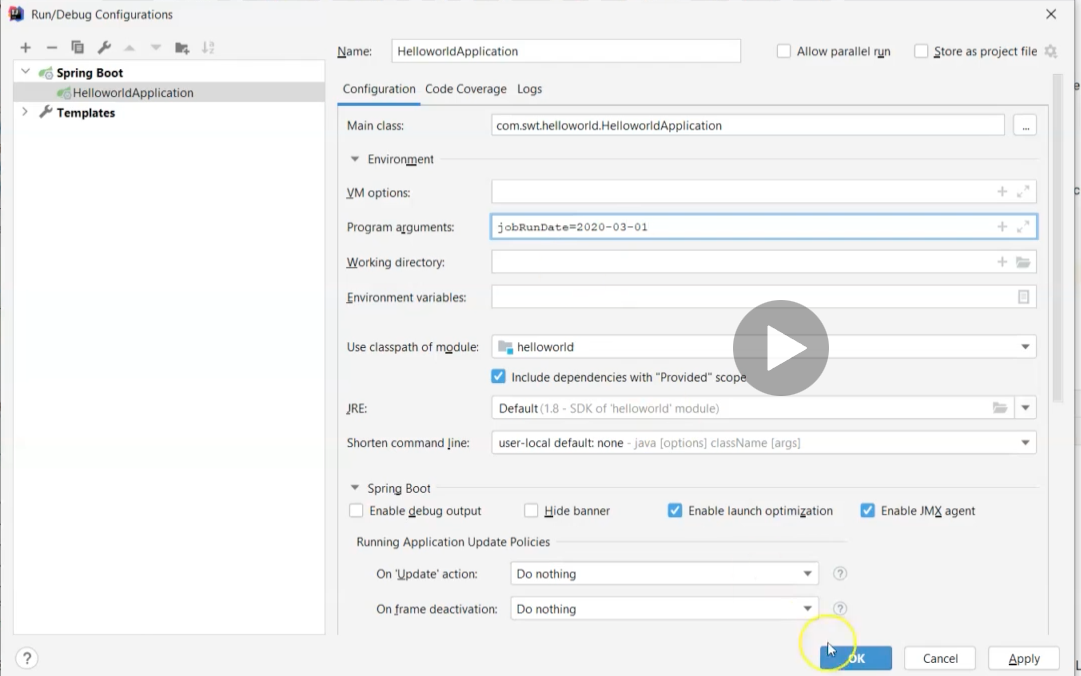 Run/Debug Configurations
Name: HelloworldApplication Allow parallel run Store as project file
Spring Boot
HelloworldApplication
Templates
Configuration Code Coverage Logs
Main class: com.swt.helloworld.HelloworldApplication ...
Environment
VM options:
Program arguments: jobRunDate=2020-03-01
Working directory:
Environment variables:
Use classpath of module: helloworld
Include dependencies with "Provided" scope
JRE: Default (1.8 - SDK of 'helloworld' module)
Shorten command line: user-local default: none - java [options] className [args]
Spring Boot
Enable debug output Hide banner Enable launch optimization Enable JMX agent
Running Application Update Policies
On 'Update' action: Do nothing ?
On frame deactivation: Do nothing ?
? OK Cancel Apply